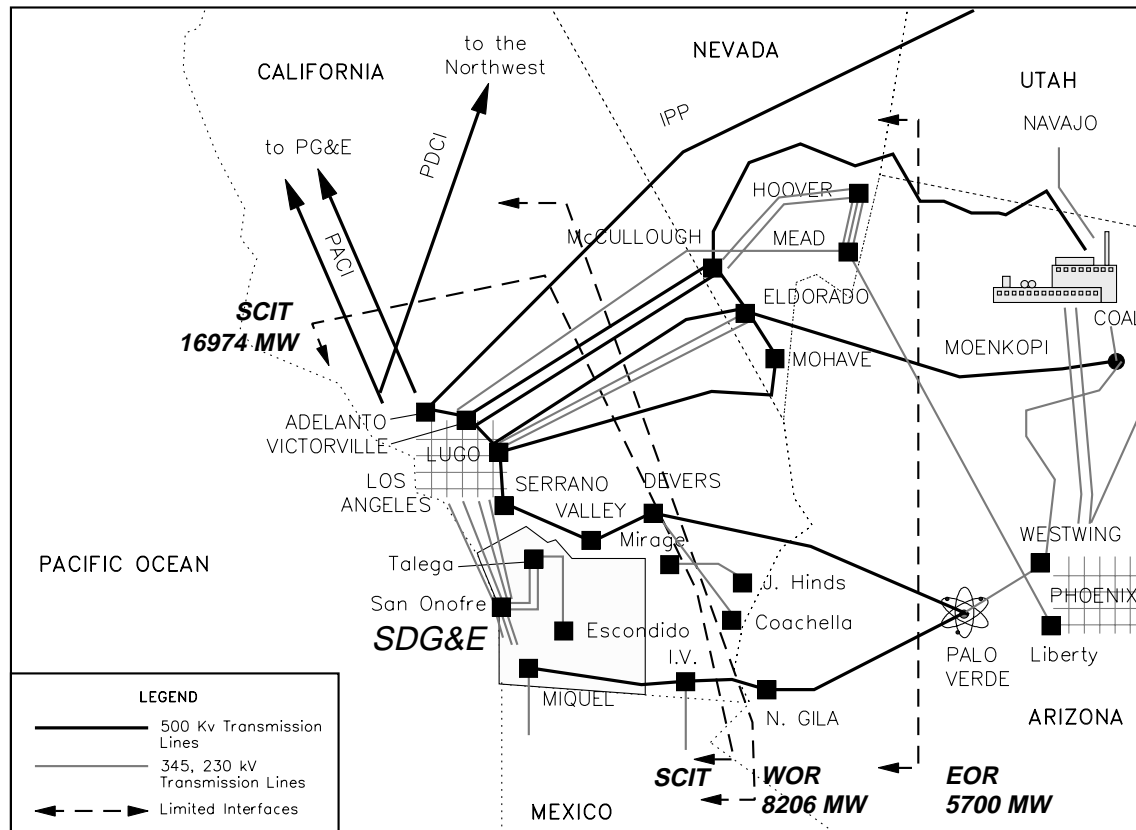 to the
Northwest
NEVADA
CALIFORNIA
UTAH
IPP
NAVAJO
to PG&E
PDCI
HOOVER
McCULLOUGH
MEAD
PACI
SCIT
16974 MW
ELDORADO
COAL
MOENKOPI
MOHAVE
ADELANTO
VICTORVILLE
LUGO
LOS
ANGELES
SERRANO
DEVERS
VALLEY
Mirage
WESTWING
PACIFIC OCEAN
Talega
J. Hinds
PHOENIX
San Onofre
Coachella
SDG&E
Escondido
PALO
VERDE
Liberty
I.V.
MIQUEL
N. GILA
ARIZONA
LEGEND
500 Kv Transmission
Lines
345, 230 kV
Transmission Lines
Limited Interfaces
SCIT
WOR
8206 MW
EOR
5700 MW
MEXICO